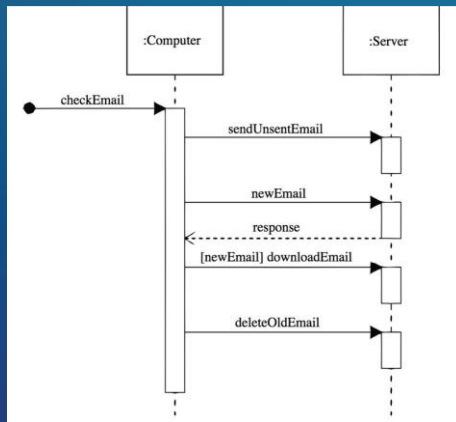 :Computer
:Server
checkEmail
sendUnsentEmail
newEmail
response
[newEmail] downloadEmail
deleteOldEmail